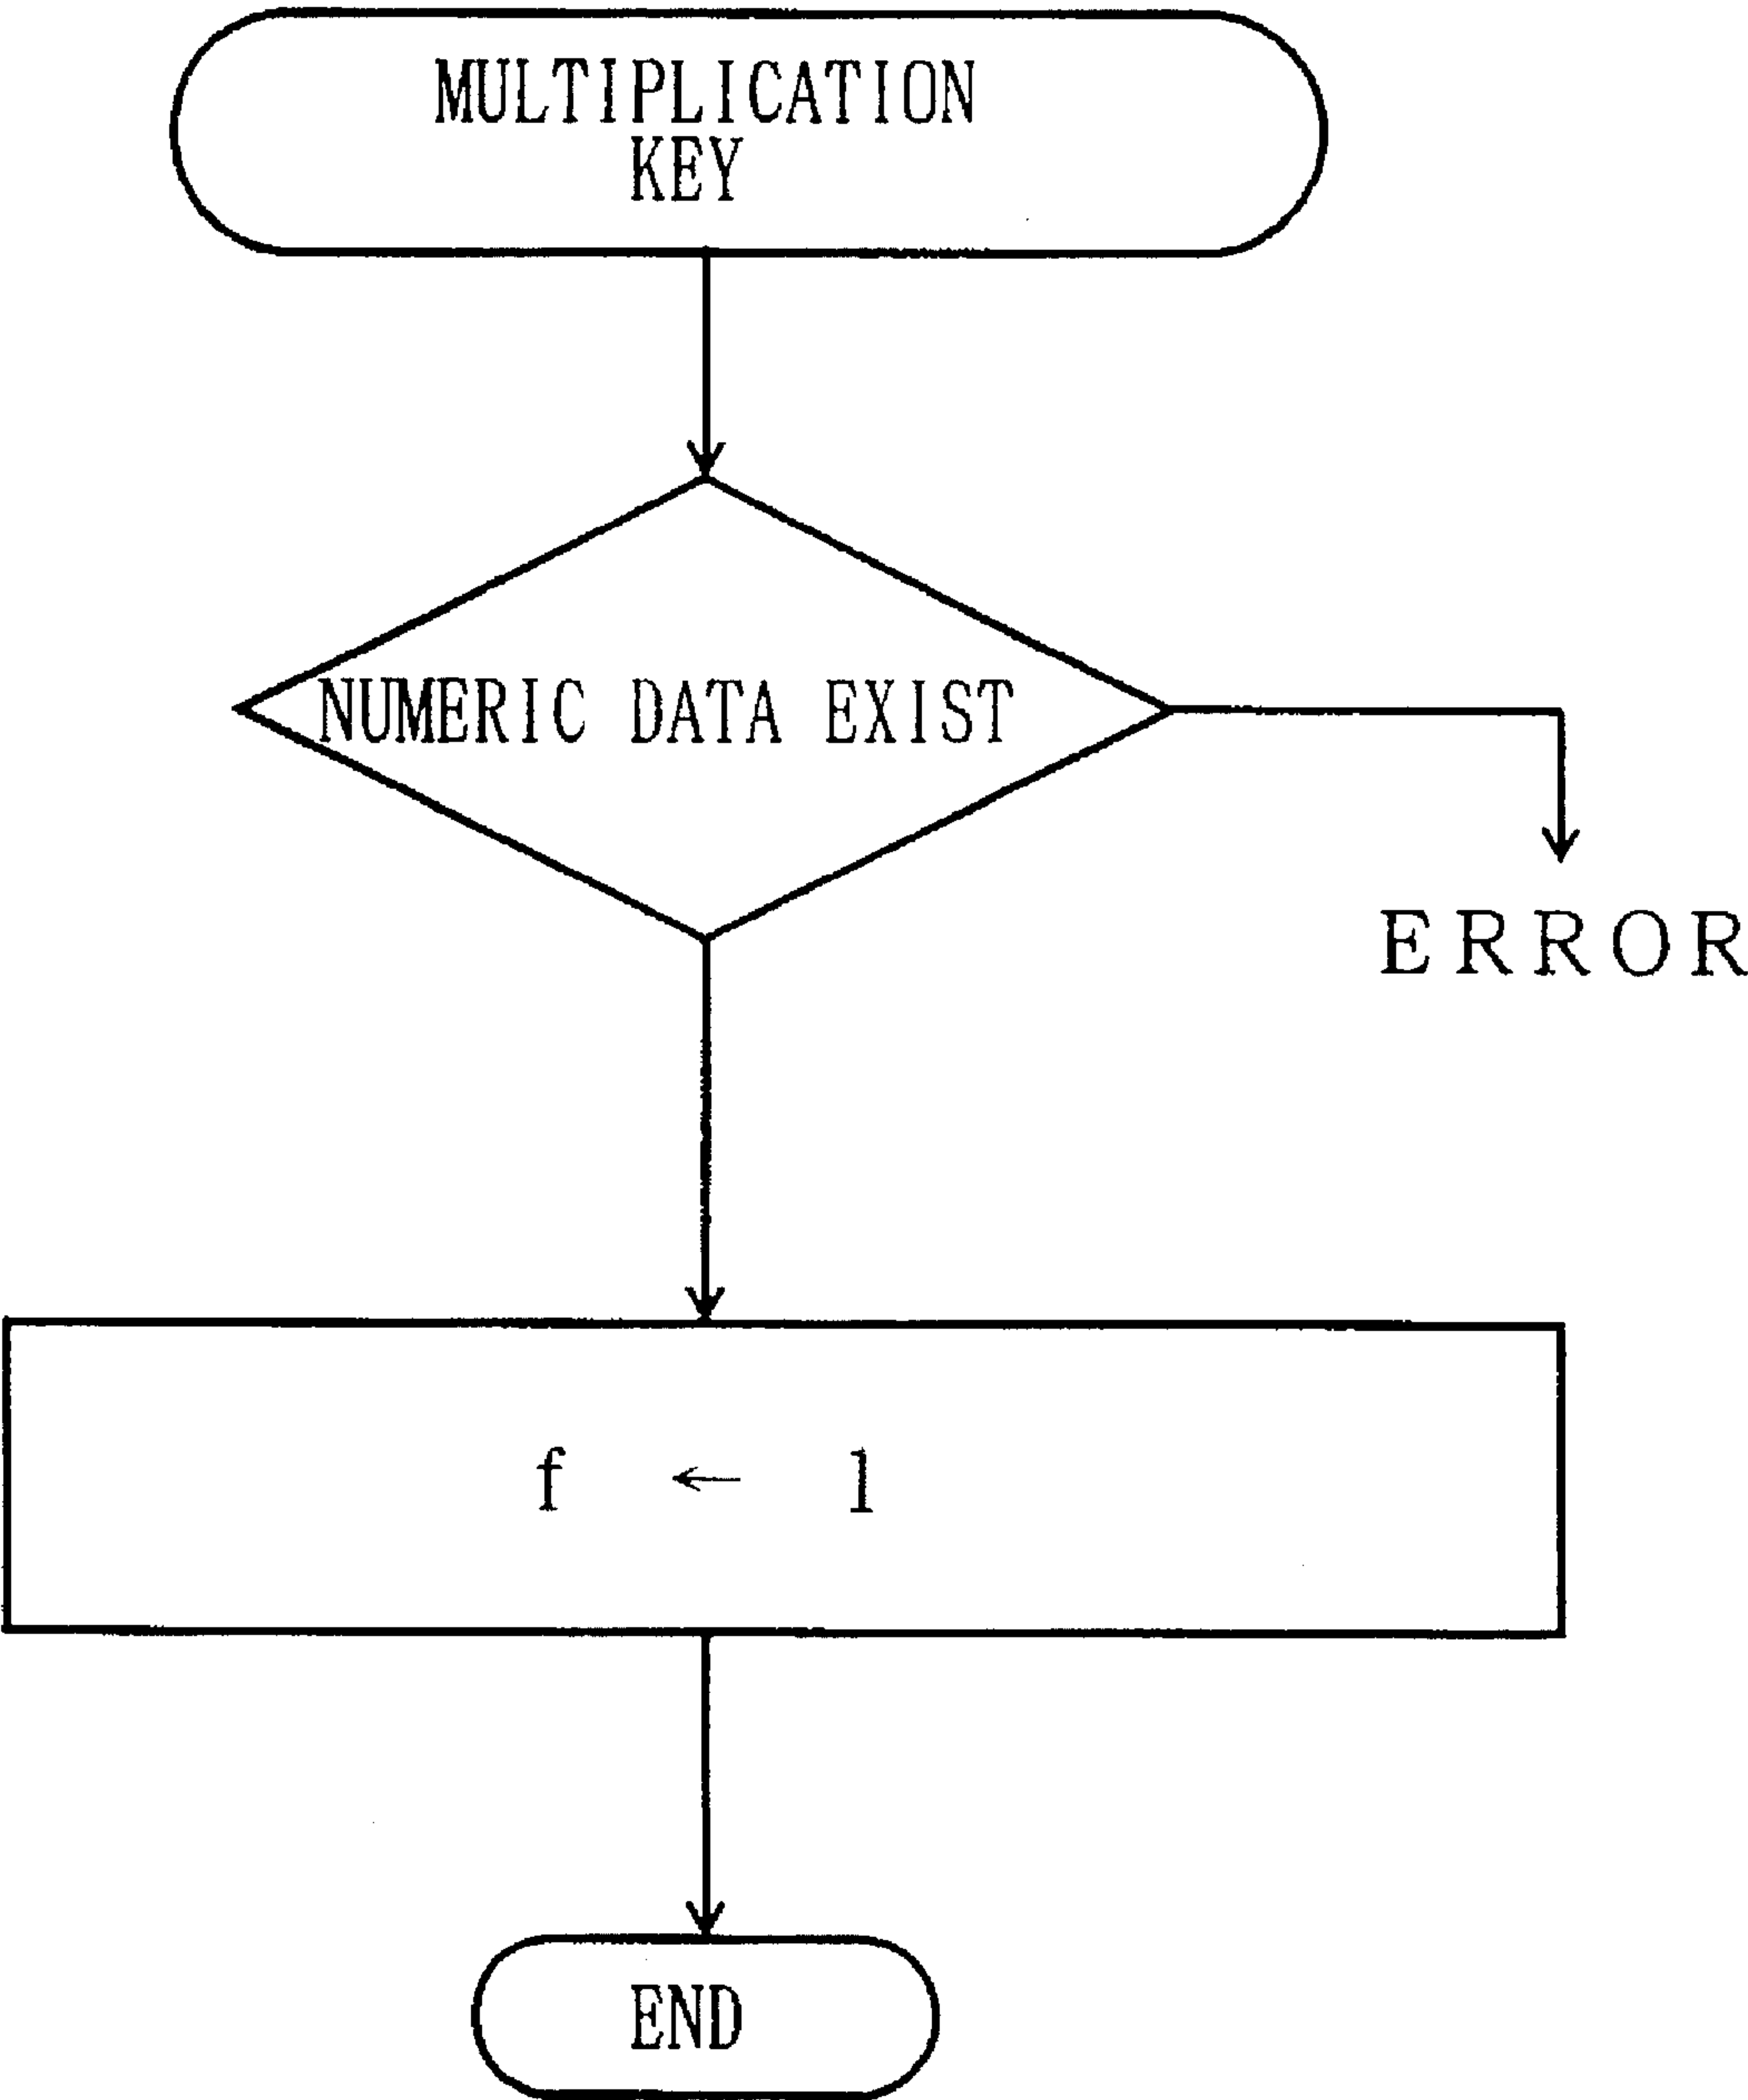 MULTIPLICATION
KEY
NUMERIC DATA EXIST
ERROR
f ← 1
END